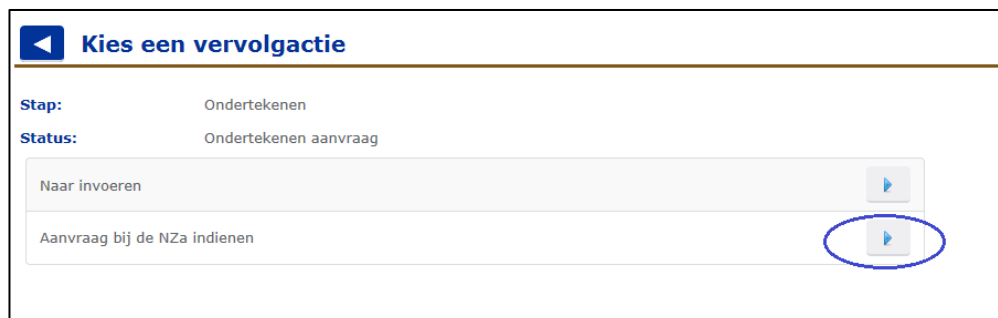 Kies een vervolgactie
Stap: Ondertekenen
Status: Ondertekenen aanvraag
Naar invoeren
Aanvraag bij de NZa indienen